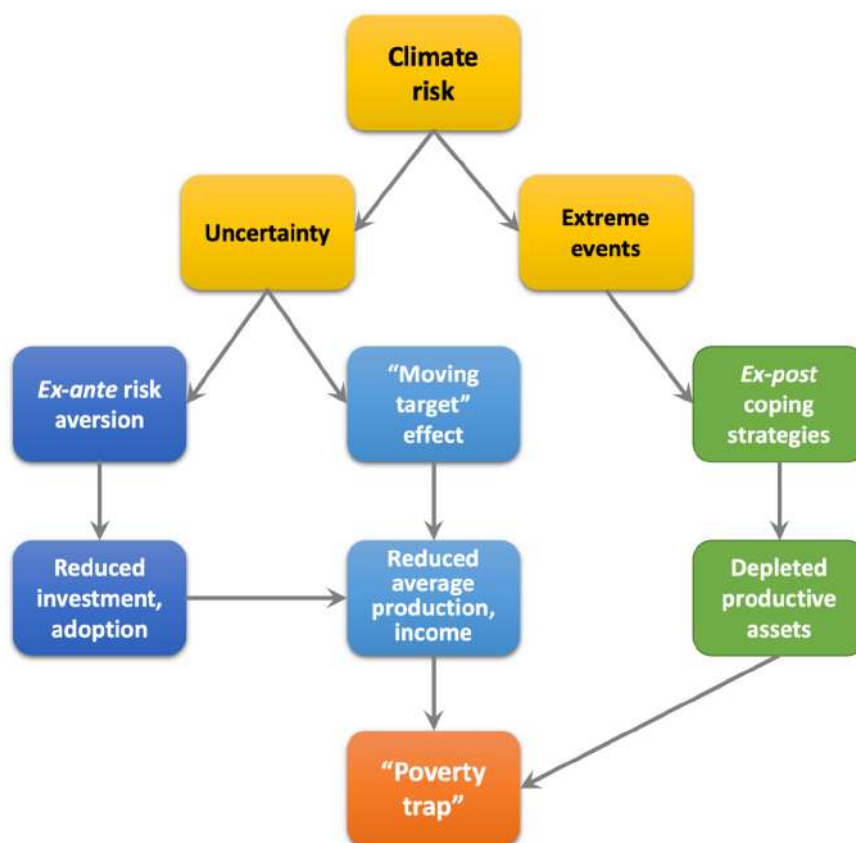 Climate
risk
Uncertainty
Extreme
events
Ex-ante risk
aversion
“Moving
target”
effect
Ex-post
coping
strategies
Reduced
investment,
adoption
Reduced
average
production,
income
Depleted
productive
assets
“Poverty
trap”